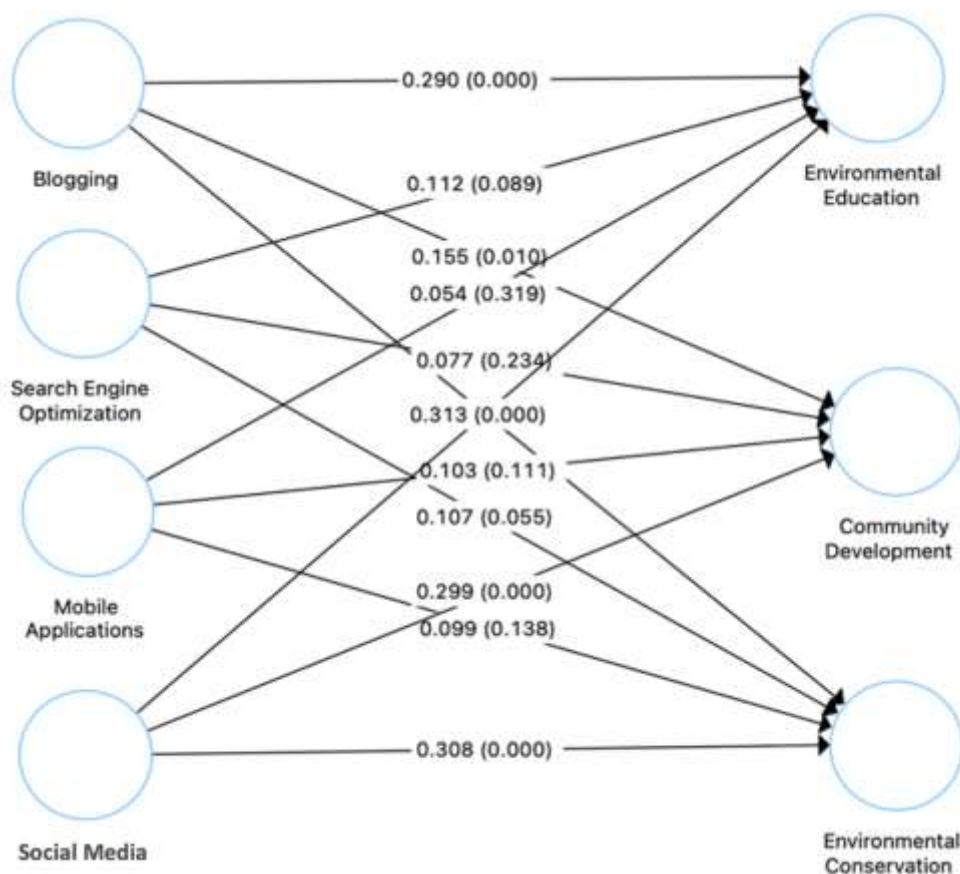 Blogging
Search Engine
Optimization
Mobile
Applications
Social Media
0.290 (0.000)
0.112 (0.089)
0.155 (0.010)
0.054 (0.319)
0.077 (0.234)
0.313 (0.000)
0.103 (0.111)
0.107 (0.055)
0.299 (0.000)
0.099 (0.138)
0.308 (0.000)
Environmental
Education
Community
Development
Environmental
Conservation